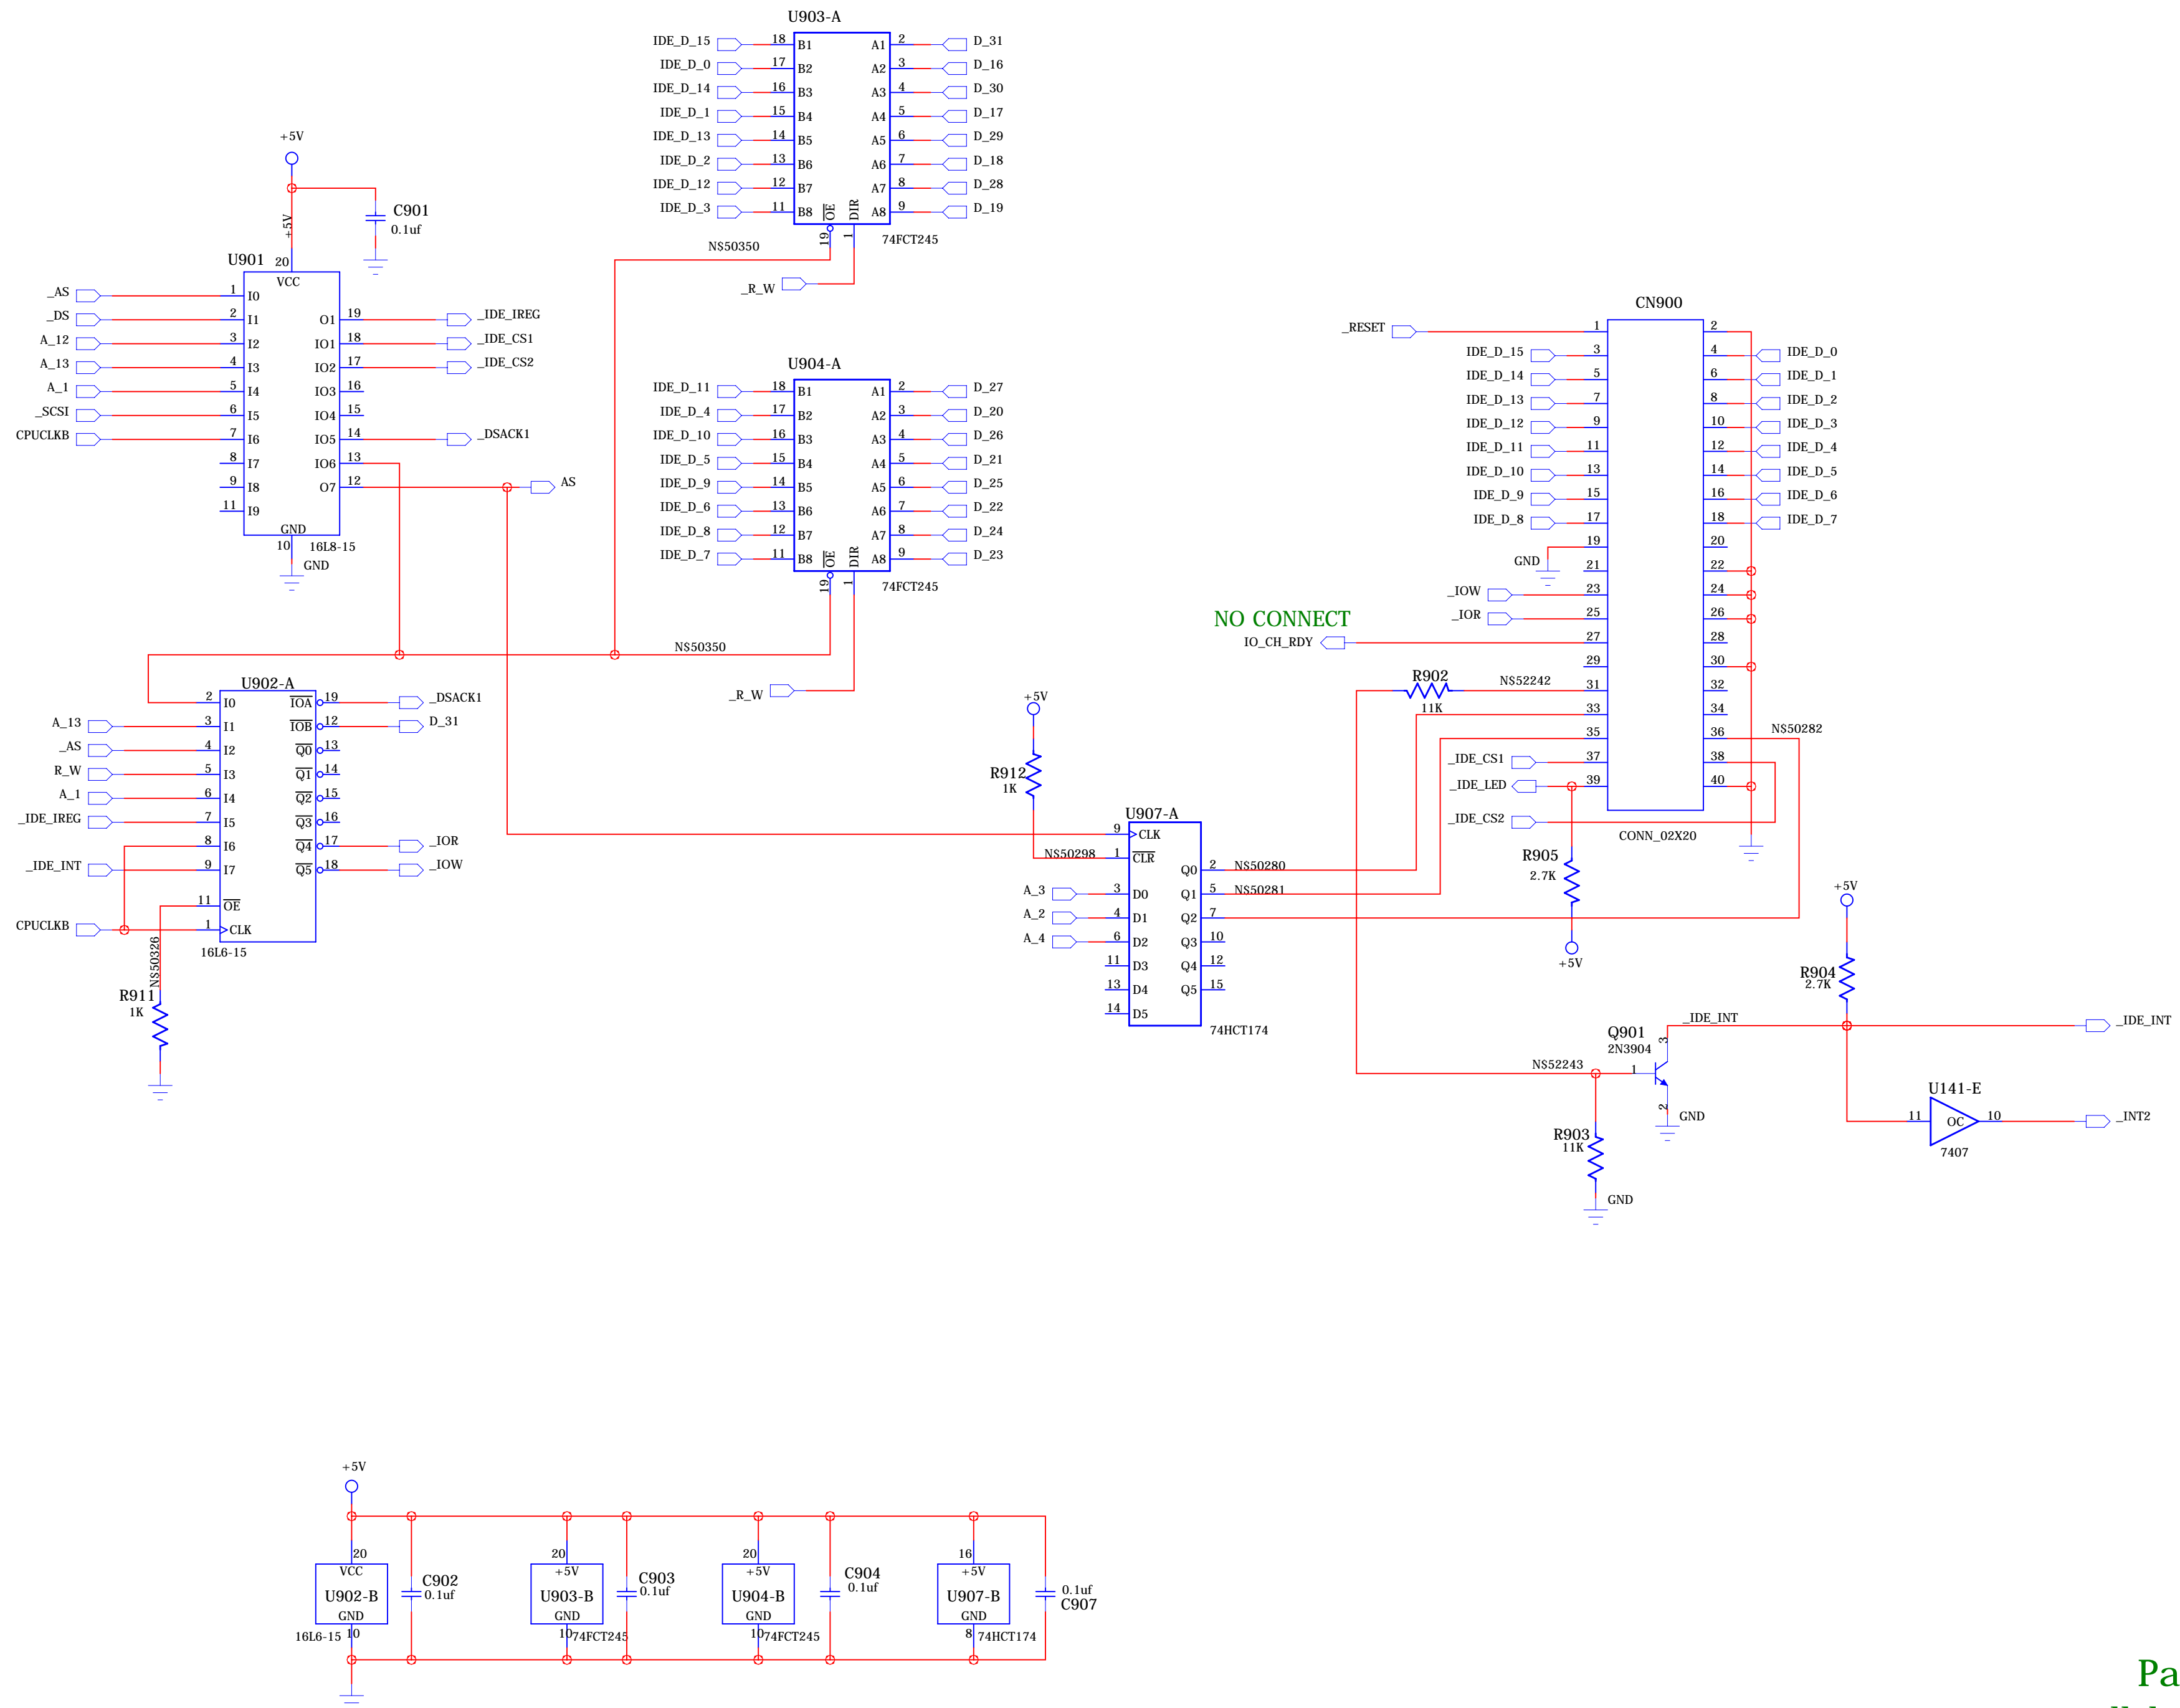 U903-A
IDE_D_15 18 B1 A1 2 D_31
IDE_D_0 17 B2 A2 3 D_16
IDE_D_14 16 B3 A3 4 D_30
IDE_D_1 15 B4 A4 5 D_17
IDE_D_13 14 B5 A5 6 D_29
IDE_D_2 13 B6 A6 7 D_18
IDE_D_12 12 B7 A7 8 D_28
IDE_D_3 11 B8 A8 9 D_19
OE DIR
19 1
74FCT245
N$50350
_R_W
+5V
+5V
C901
0.1uf
U901
20
VCC
_AS 1 I0
_DS 2 I1 O1 19 _IDE_IREG
A_12 3 I2 IO1 18 _IDE_CS1
A_13 4 I3 IO2 17 _IDE_CS2
A_1 5 I4 IO3 16
_SCSI 6 I5 IO4 15
CPUCLKB 7 I6 IO5 14 _DSACK1
8 I7 IO6 13
9 I8 O7 12 AS
11 I9
GND
10 16L8-15
GND
U904-A
IDE_D_11 18 B1 A1 2 D_27
IDE_D_4 17 B2 A2 3 D_20
IDE_D_10 16 B3 A3 4 D_26
IDE_D_5 15 B4 A4 5 D_21
IDE_D_9 14 B5 A5 6 D_25
IDE_D_6 13 B6 A6 7 D_22
IDE_D_8 12 B7 A7 8 D_24
IDE_D_7 11 B8 A8 9 D_23
OE DIR
19 1
74FCT245
N$50350
_R_W
CN900
_RESET 1 2
IDE_D_15 3 4 IDE_D_0
IDE_D_14 5 6 IDE_D_1
IDE_D_13 7 8 IDE_D_2
IDE_D_12 9 10 IDE_D_3
IDE_D_11 11 12 IDE_D_4
IDE_D_10 13 14 IDE_D_5
IDE_D_9 15 16 IDE_D_6
IDE_D_8 17 18 IDE_D_7
GND 19 20
21 22
_IOW 23 24
_IOR 25 26
NO CONNECT
IO_CH_RDY 27 28
29 30
R902
11K
N$52242 31 32
33 34
35 36 N$50282
_IDE_CS1 37 38
_IDE_LED 39 40
_IDE_CS2
CONN_02X20
R905
2.7K
+5V
U902-A
2 I0 IOA 19 _DSACK1
A_13 3 I1 IOB 12 D_31
_AS 4 I2 Q0 13
R_W 5 I3 Q1 14
A_1 6 I4 Q2 15
_IDE_IREG 7 I5 Q3 16
8 I6 Q4 17 _IOR
_IDE_INT 9 I7 Q5 18 _IOW
11 OE
CPUCLKB 1 CLK
16L6-15
N$50326
R911
1K
+5V
R912
1K
U907-A
9 CLK
N$50298 1 CLR
Q0 2 N$50280
A_3 3 D0 Q1 5 N$50281
A_2 4 D1 Q2 7
A_4 6 D2 Q3 10
11 D3 Q4 12
13 D4 Q5 15
14 D5
74HCT174
+5V
R904
2.7K
Q901
2N3904
_IDE_INT
_IDE_INT
3
N$52243 1
2
GND
R903
11K
GND
U141-E
11 OC 10 _INT2
7407
+5V
20
VCC
U902-B
GND
16L6-15 10
C902
0.1uf
20
+5V
U903-B
GND
10 74FCT245
C903
0.1uf
20
+5V
U904-B
GND
10 74FCT245
C904
0.1uf
16
+5V
U907-B
GND
8 74HCT174
0.1uf
C907
Pa